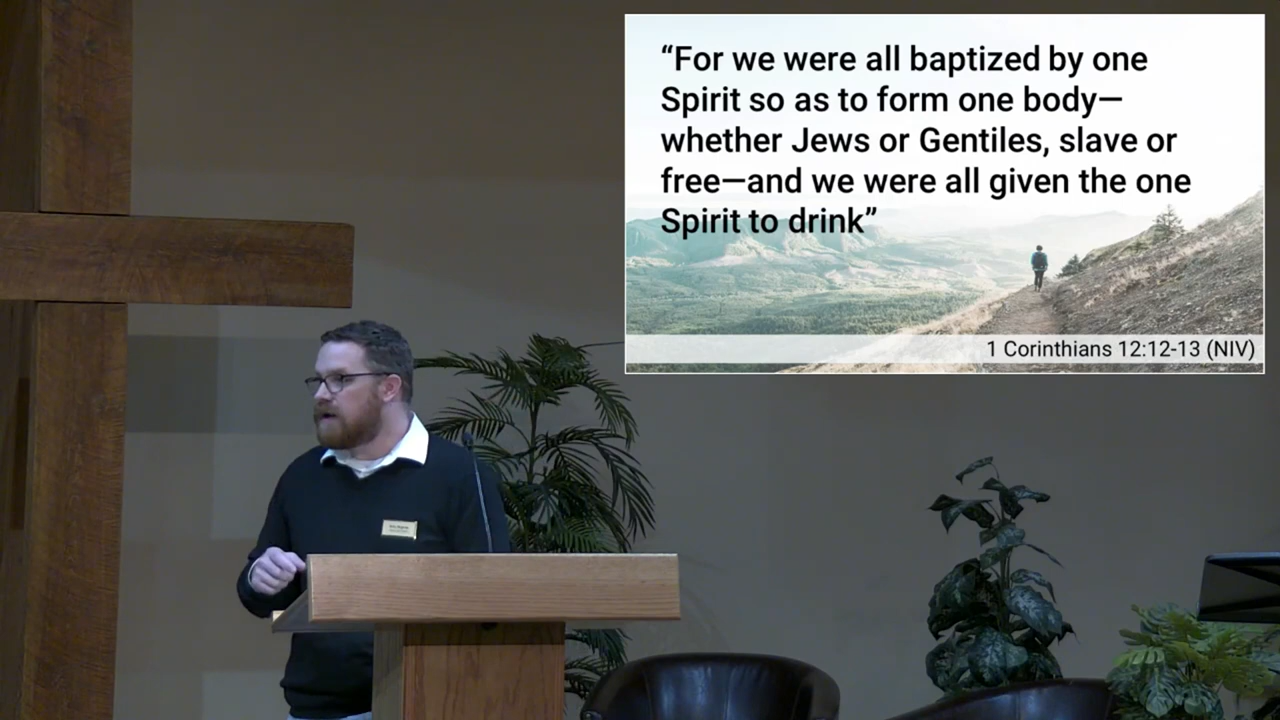 “For we were all baptized by one
Spirit so as to form one body—
whether Jews or Gentiles, slave or
free—and we were all given the one
Spirit to drink”
1 Corinthians 12:12-13 (NIV)